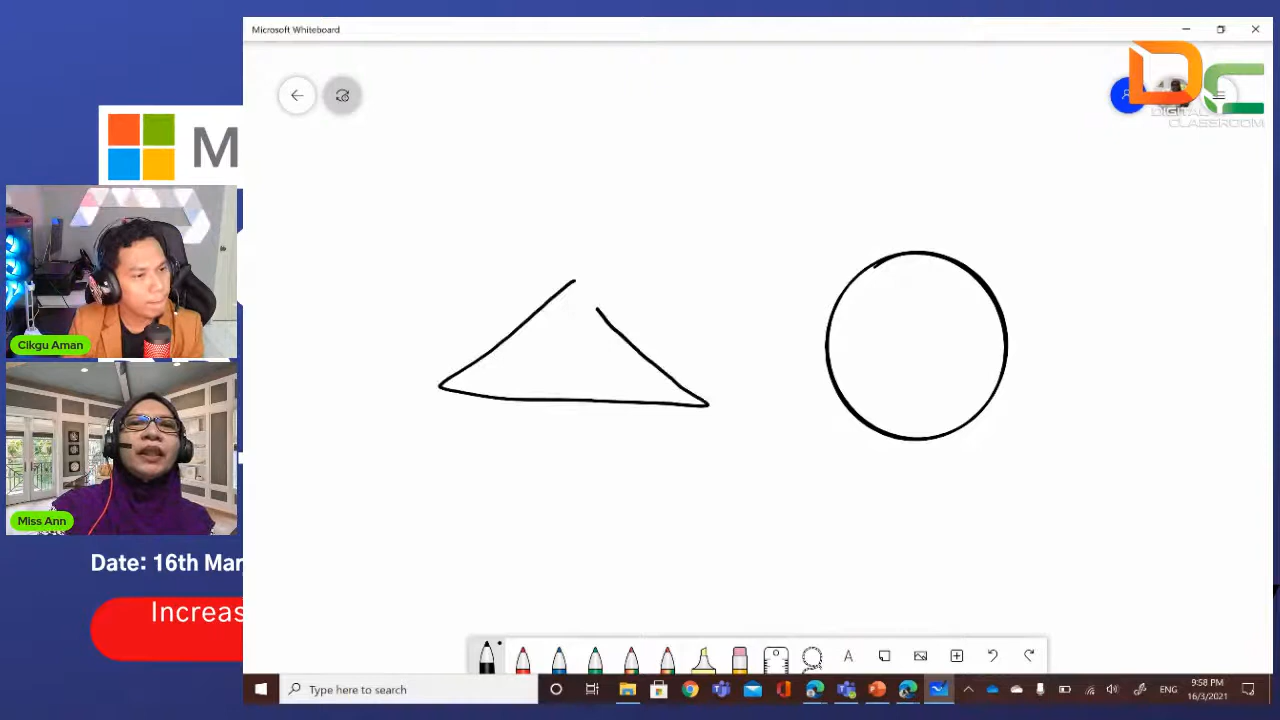 Microsoft Whiteboard
DIGITAL
CLASSROOM
M
Cikgu Aman
Miss Ann
Date: 16th Mar
Increas
Type here to search
ENG
9:58 PM
16/3/2021